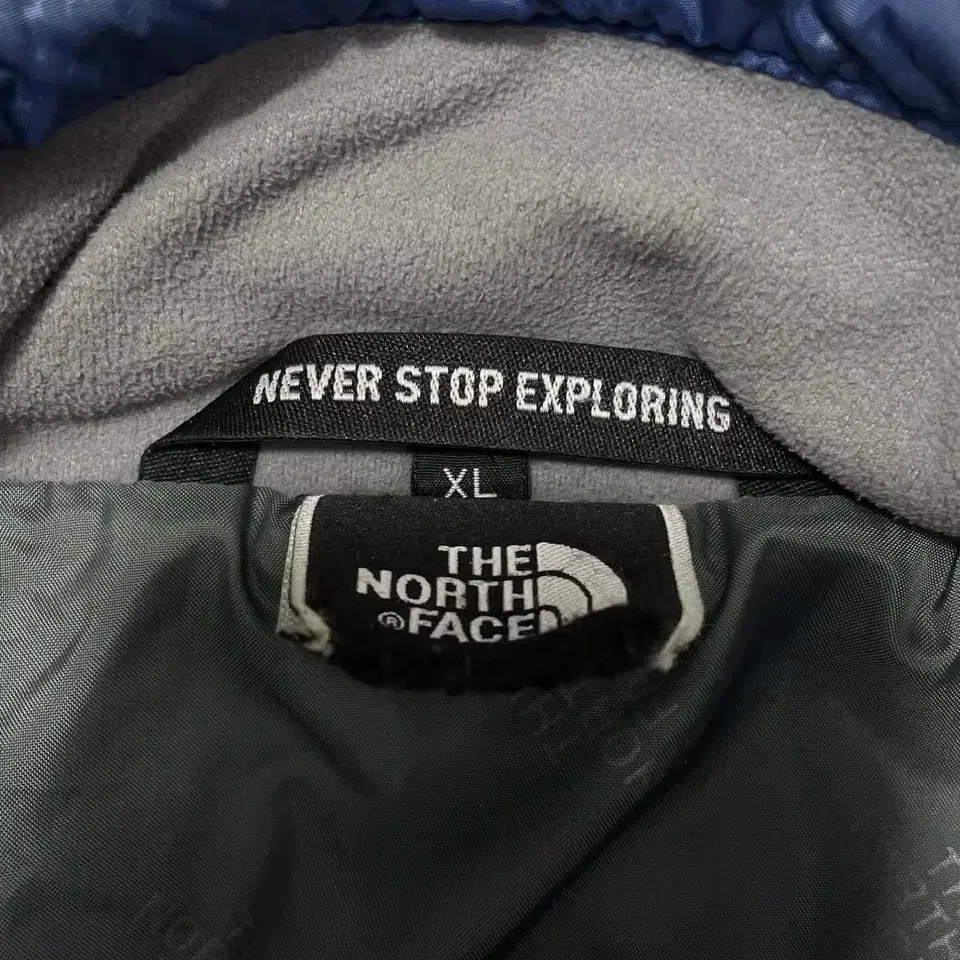 NEVER STOP EXPLORING
XL
THE
NORTH
®FACE